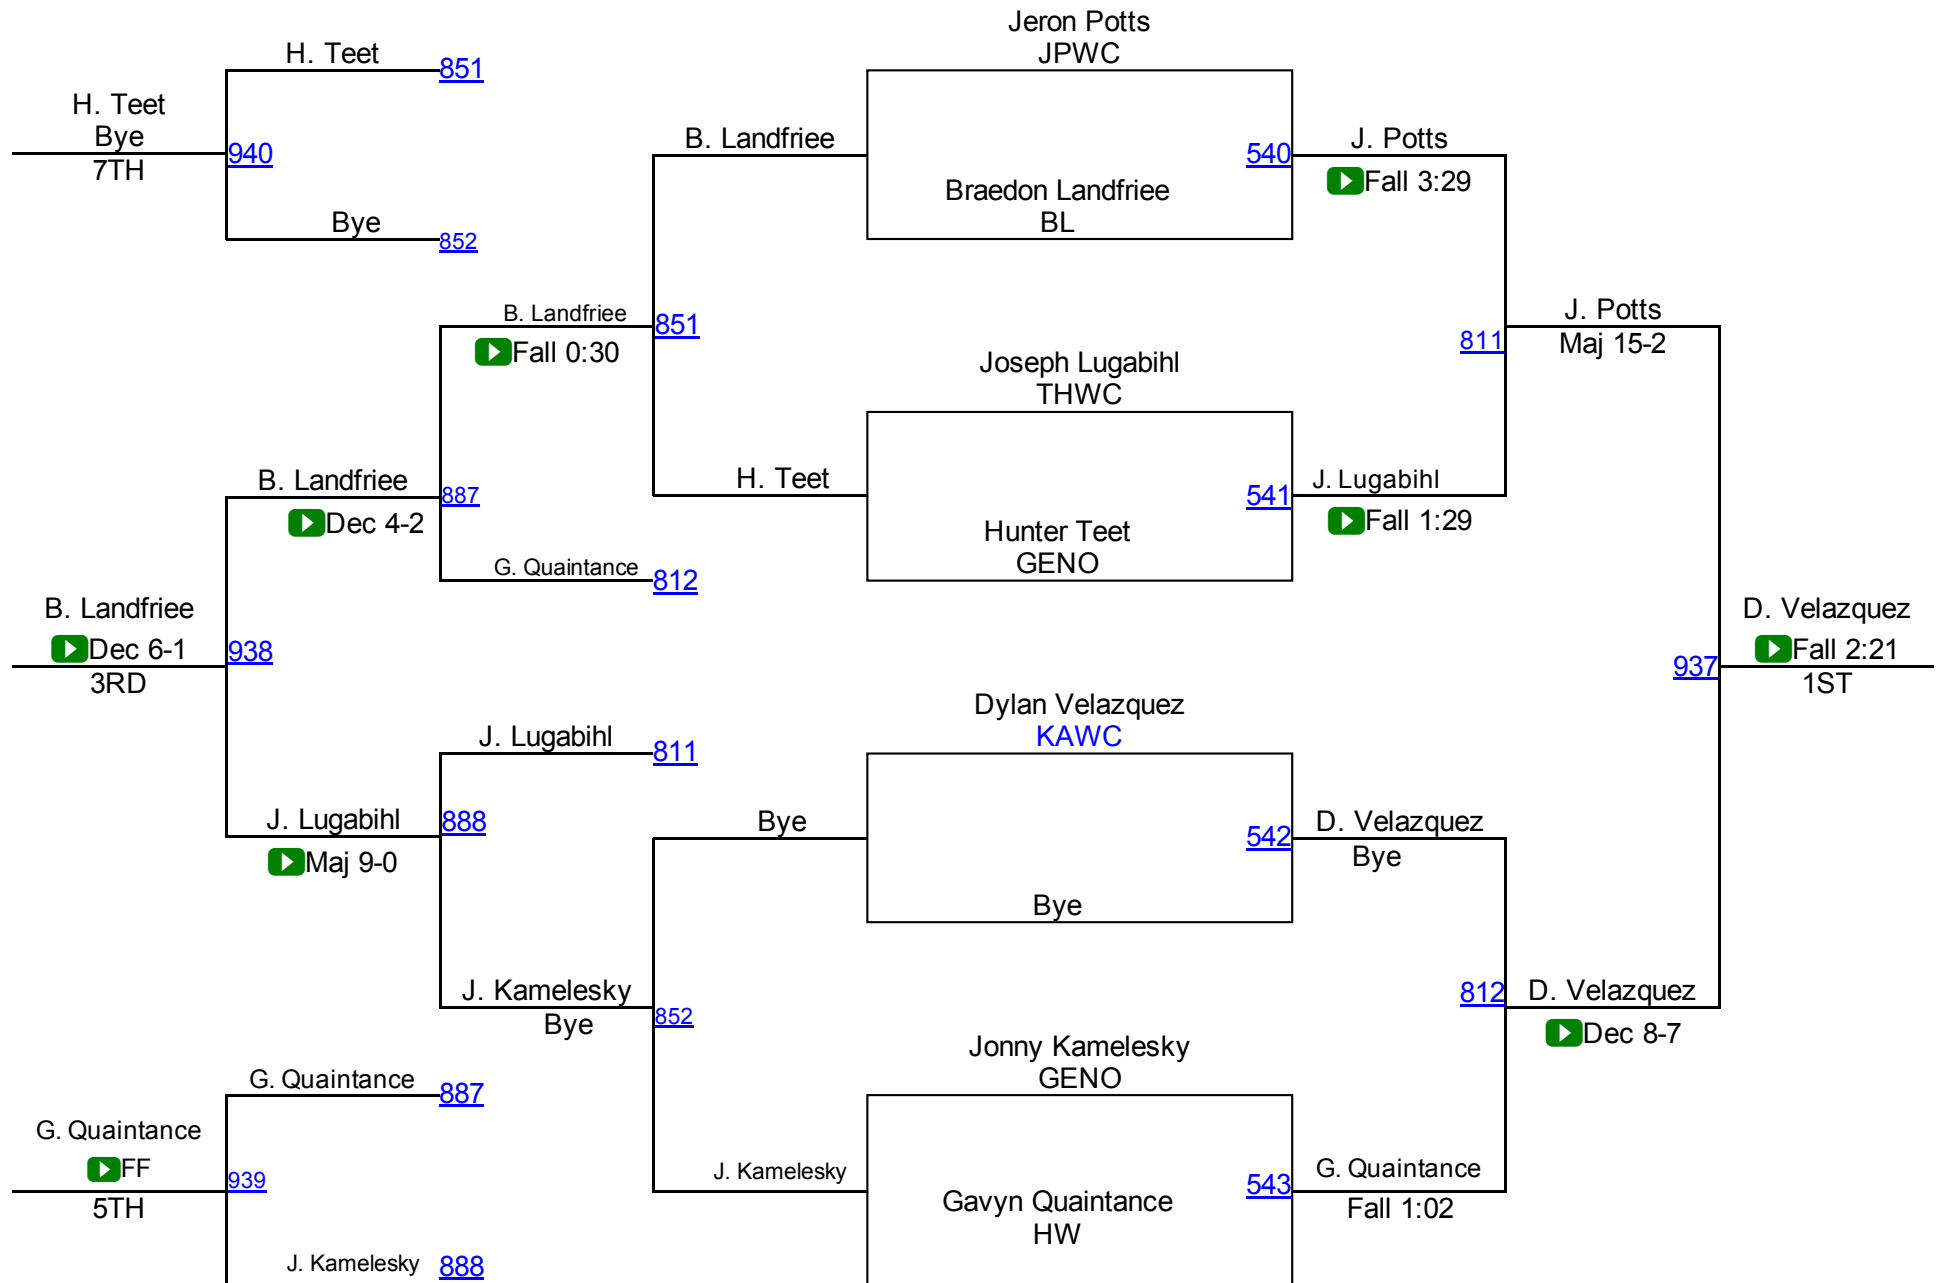 Jeron Potts
JPWC
H. Teet
851
H. Teet
Bye
7TH
940
B. Landfriee
540
J. Potts
Fall 3:29
Braedon Landfriee
BL
Bye
852
B. Landfriee
Fall 0:30
851
J. Potts
Maj 15-2
811
Joseph Lugabihl
THWC
B. Landfriee
Dec 4-2
887
H. Teet
541
J. Lugabihl
Fall 1:29
Hunter Teet
GENO
G. Quaintance
812
B. Landfriee
Dec 6-1
3RD
938
D. Velazquez
Fall 2:21
1ST
937
Dylan Velazquez
KAWC
J. Lugabihl
811
J. Lugabihl
Maj 9-0
888
Bye
542
D. Velazquez
Bye
Bye
J. Kamelesky
Bye
852
812
D. Velazquez
Dec 8-7
Jonny Kamelesky
GENO
G. Quaintance
887
G. Quaintance
FF
5TH
939
J. Kamelesky
543
G. Quaintance
Fall 1:02
Gavyn Quaintance
HW
J. Kamelesky
888